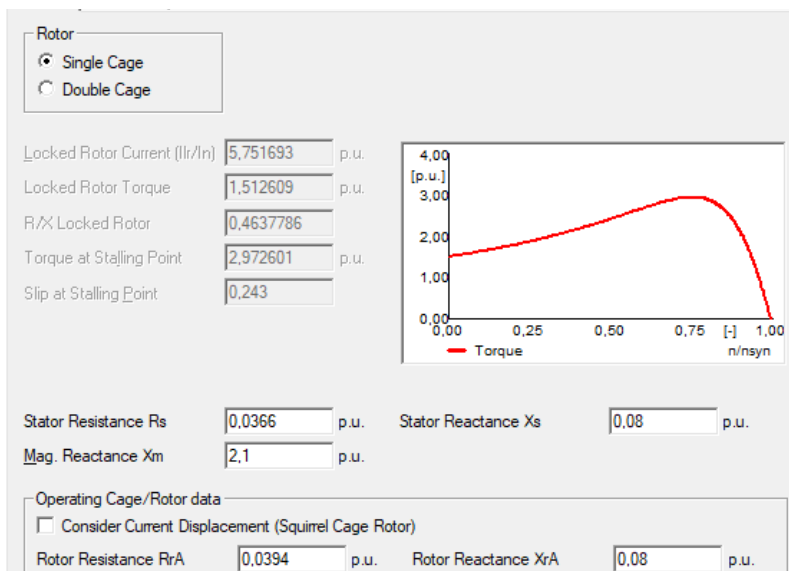 Rotor
Single Cage
Double Cage
Locked Rotor Current (Ilr/In) 5,751693 p.u.
Locked Rotor Torque 1,512609 p.u.
R/X Locked Rotor 0,4637786
Torque at Stalling Point 2,972601 p.u.
Slip at Stalling Point 0,243
4,00
[p.u.]
3,00
2,00
1,00
0,00
0,00 0,25 0,50 0,75 [-] 1,00
Torque n/nsyn
Stator Resistance Rs 0,0366 p.u. Stator Reactance Xs 0,08 p.u.
Mag. Reactance Xm 2,1 p.u.
Operating Cage/Rotor data
Consider Current Displacement (Squirrel Cage Rotor)
Rotor Resistance RrA 0,0394 p.u. Rotor Reactance XrA 0,08 p.u.